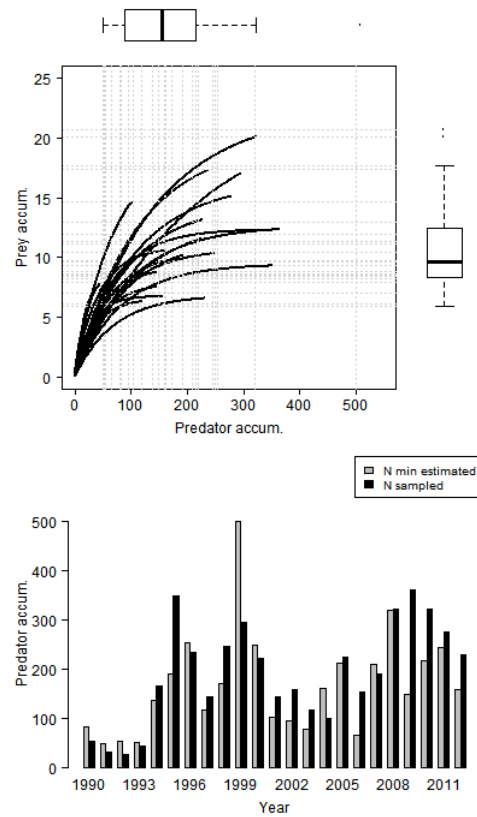 25
20
15
10
5
0
Prey accum.
0 100 200 300 400 500
Predator accum.
N min estimated
N sampled
500
400
300
200
100
0
Predator accum.
1990 1993 1996 1999 2002 2005 2008 2011
Year